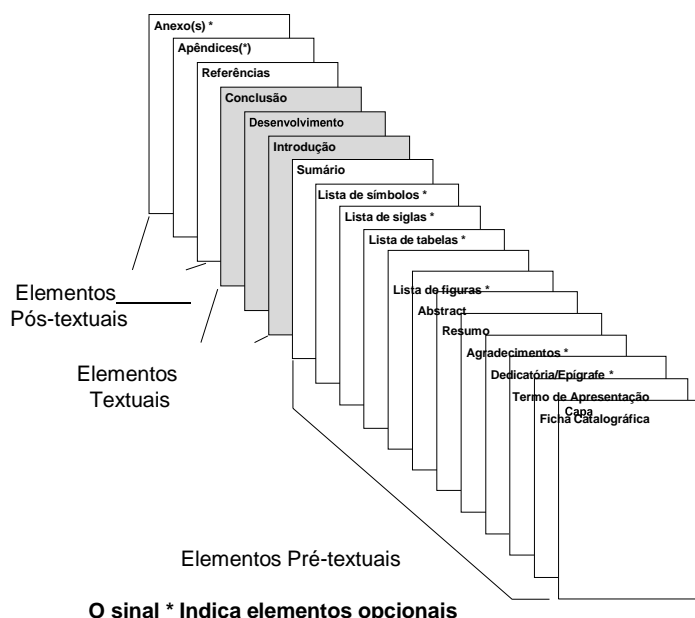 Anexo(s) *
Apêndices(*)
Referências
Conclusão
Desenvolvimento
Introdução
Sumário
Lista de símbolos *
Lista de siglas *
Lista de tabelas *
Lista de figuras *
Abstract
Resumo
Agradecimentos *
Dedicatória/Epígrafe *
Termo de Apresentação
Capa
Ficha Catalográfica
Elementos
Pós-textuais
Elementos
Textuais
Elementos Pré-textuais
O sinal * Indica elementos opcionais